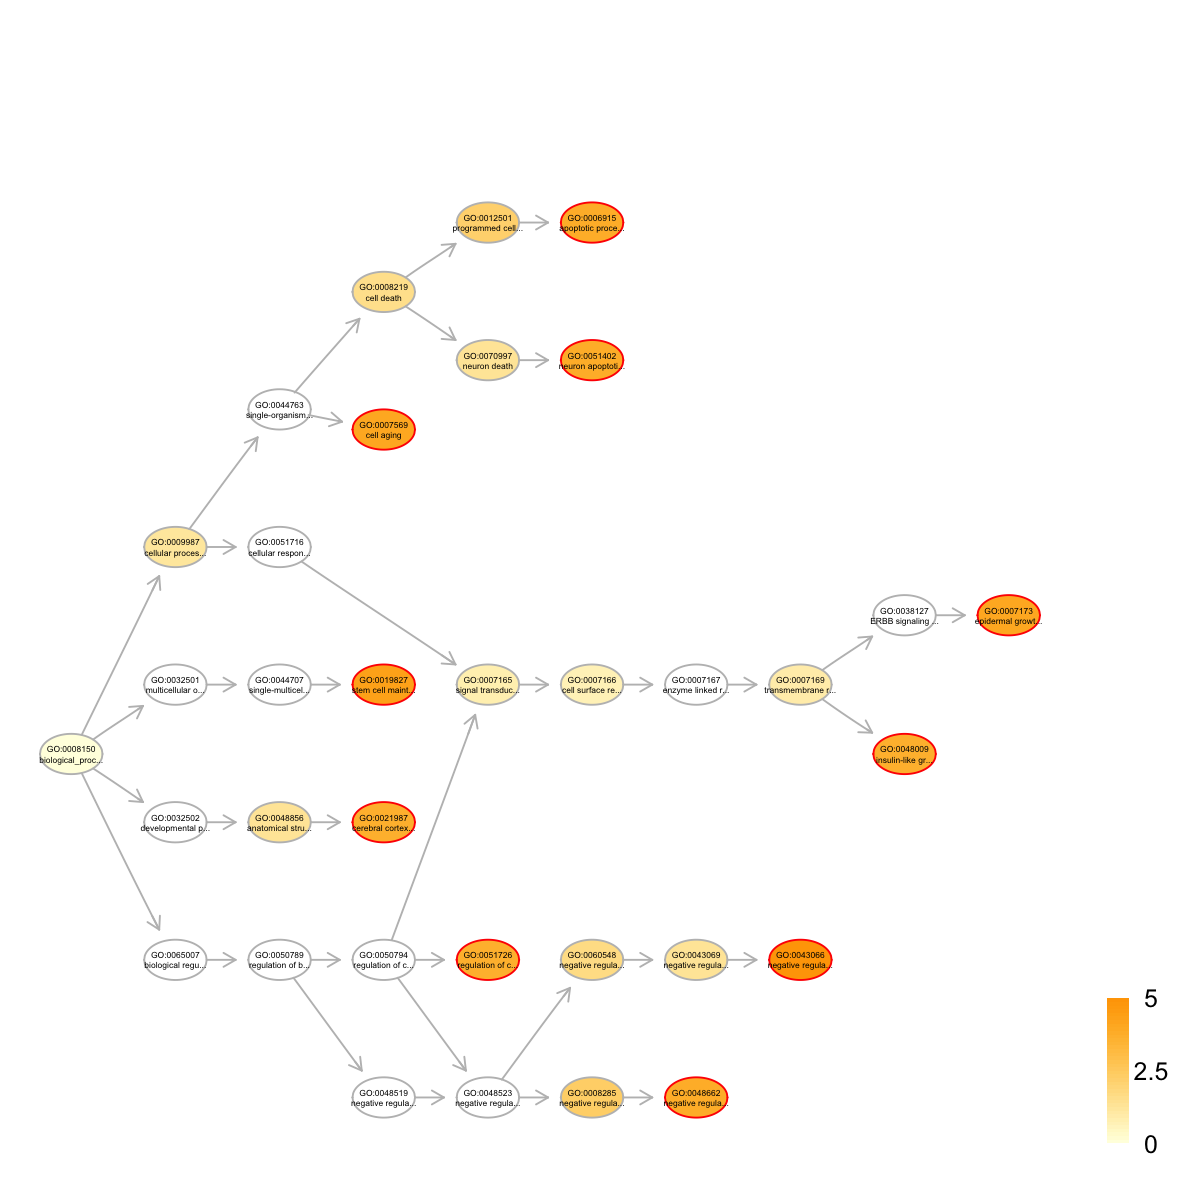 GO:0012501
programmed cell...
GO:0006915
apoptotic proce...
GO:0008219
cell death
GO:0070997
neuron death
GO:0051402
neuron apoptoti...
GO:0044763
single-organism...
GO:0007569
cell aging
GO:0009987
cellular proces...
GO:0051716
cellular respon...
GO:0038127
ERBB signaling ...
GO:0007173
epidermal growt...
GO:0032501
multicellular o...
GO:0044707
single-multicel...
GO:0019827
stem cell maint...
GO:0007165
signal transduc...
GO:0007166
cell surface re...
GO:0007167
enzyme linked r...
GO:0007169
transmembrane r...
GO:0008150
biological_proc...
GO:0048009
insulin-like gr...
GO:0032502
developmental p...
GO:0048856
anatomical stru...
GO:0021987
cerebral cortex...
GO:0065007
biological regu...
GO:0050789
regulation of b...
GO:0050794
regulation of c...
GO:0051726
regulation of c...
GO:0060548
negative regula...
GO:0043069
negative regula...
GO:0043066
negative regula...
GO:0048519
negative regula...
GO:0048523
negative regula...
GO:0008285
negative regula...
GO:0048662
negative regula...
5
2.5
0